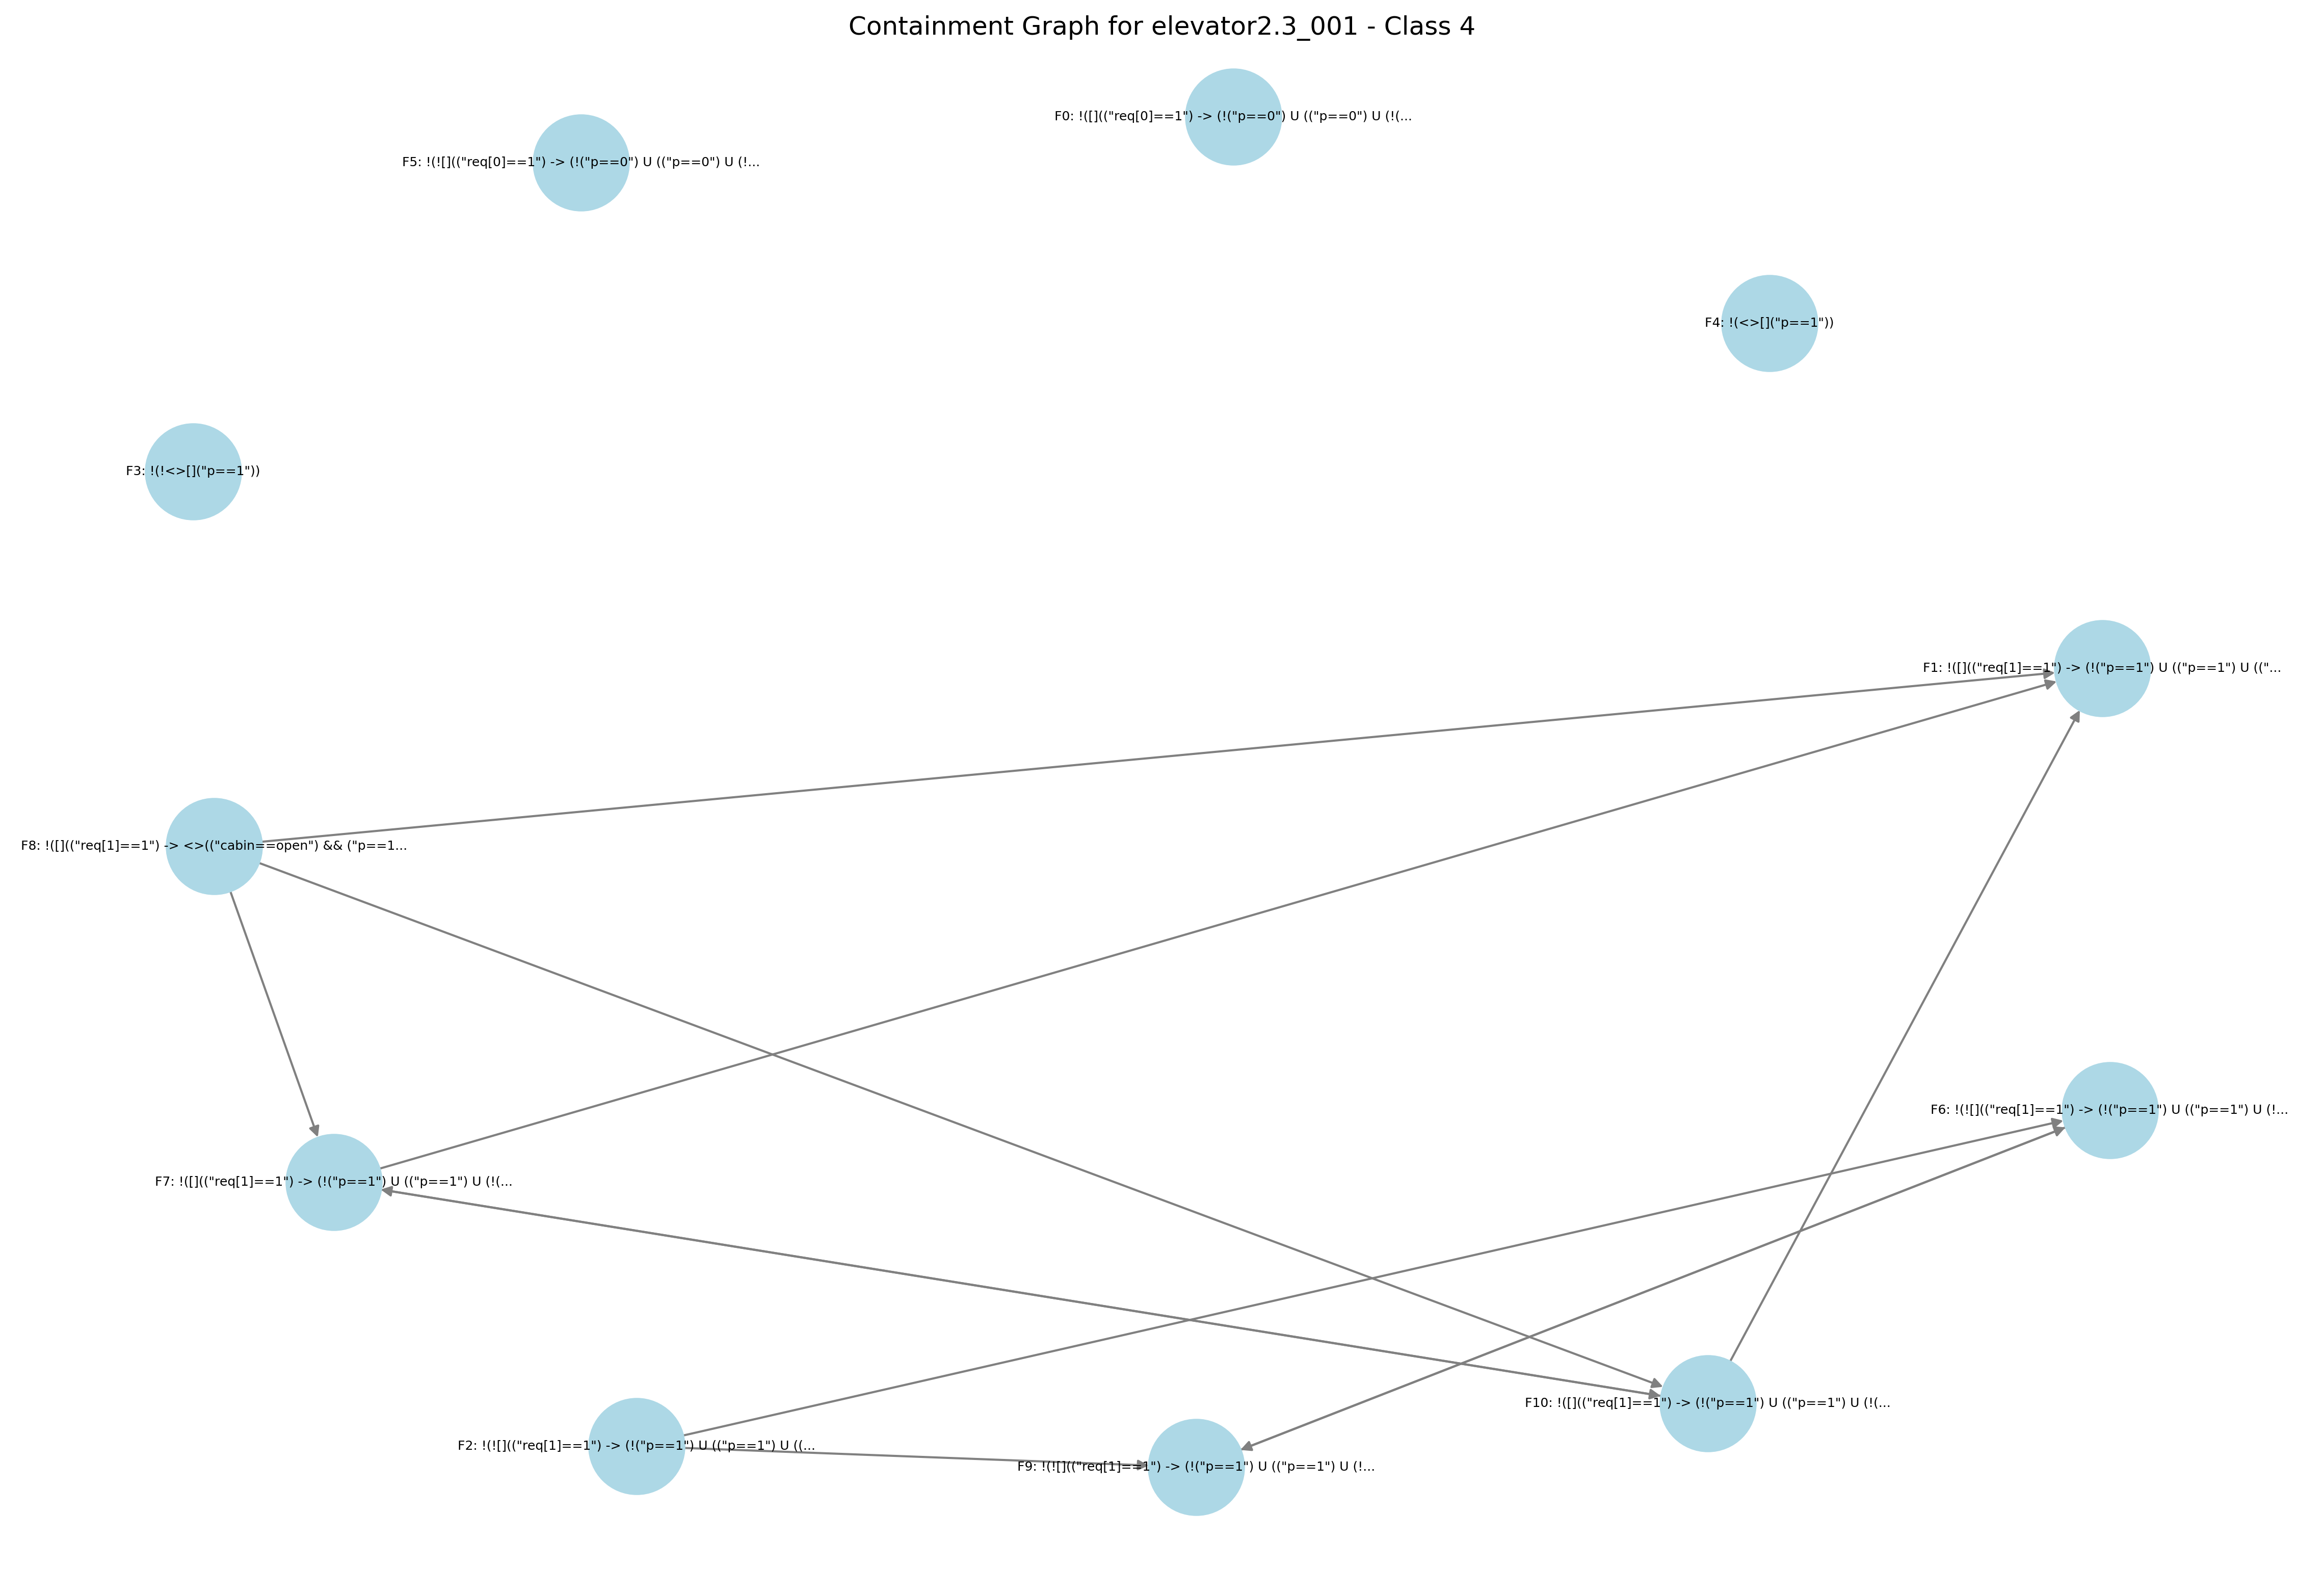 Containment Graph for elevator2.3_001 - Class 4
F0: !([](("req[0]==1") -> (!("p==0") U (("p==0") U (!(...
F5: !(![](("req[0]==1") -> (!("p==0") U (("p==0") U (!...
F4: !(<>[]("p==1"))
F3: !(!<>[]("p==1"))
F1: !([](("req[1]==1") -> (!("p==1") U (("p==1") U (("...
F8: !([](("req[1]==1") -> <>(("cabin==open") && ("p==1...
F6: !(![](("req[1]==1") -> (!("p==1") U (("p==1") U (!...
F7: !([](("req[1]==1") -> (!("p==1") U (("p==1") U (!(...
F10: !([](("req[1]==1") -> (!("p==1") U (("p==1") U (!(...
F2: !(![](("req[1]==1") -> (!("p==1") U (("p==1") U ((...
F9: !(![](("req[1]==1") -> (!("p==1") U (("p==1") U (!...